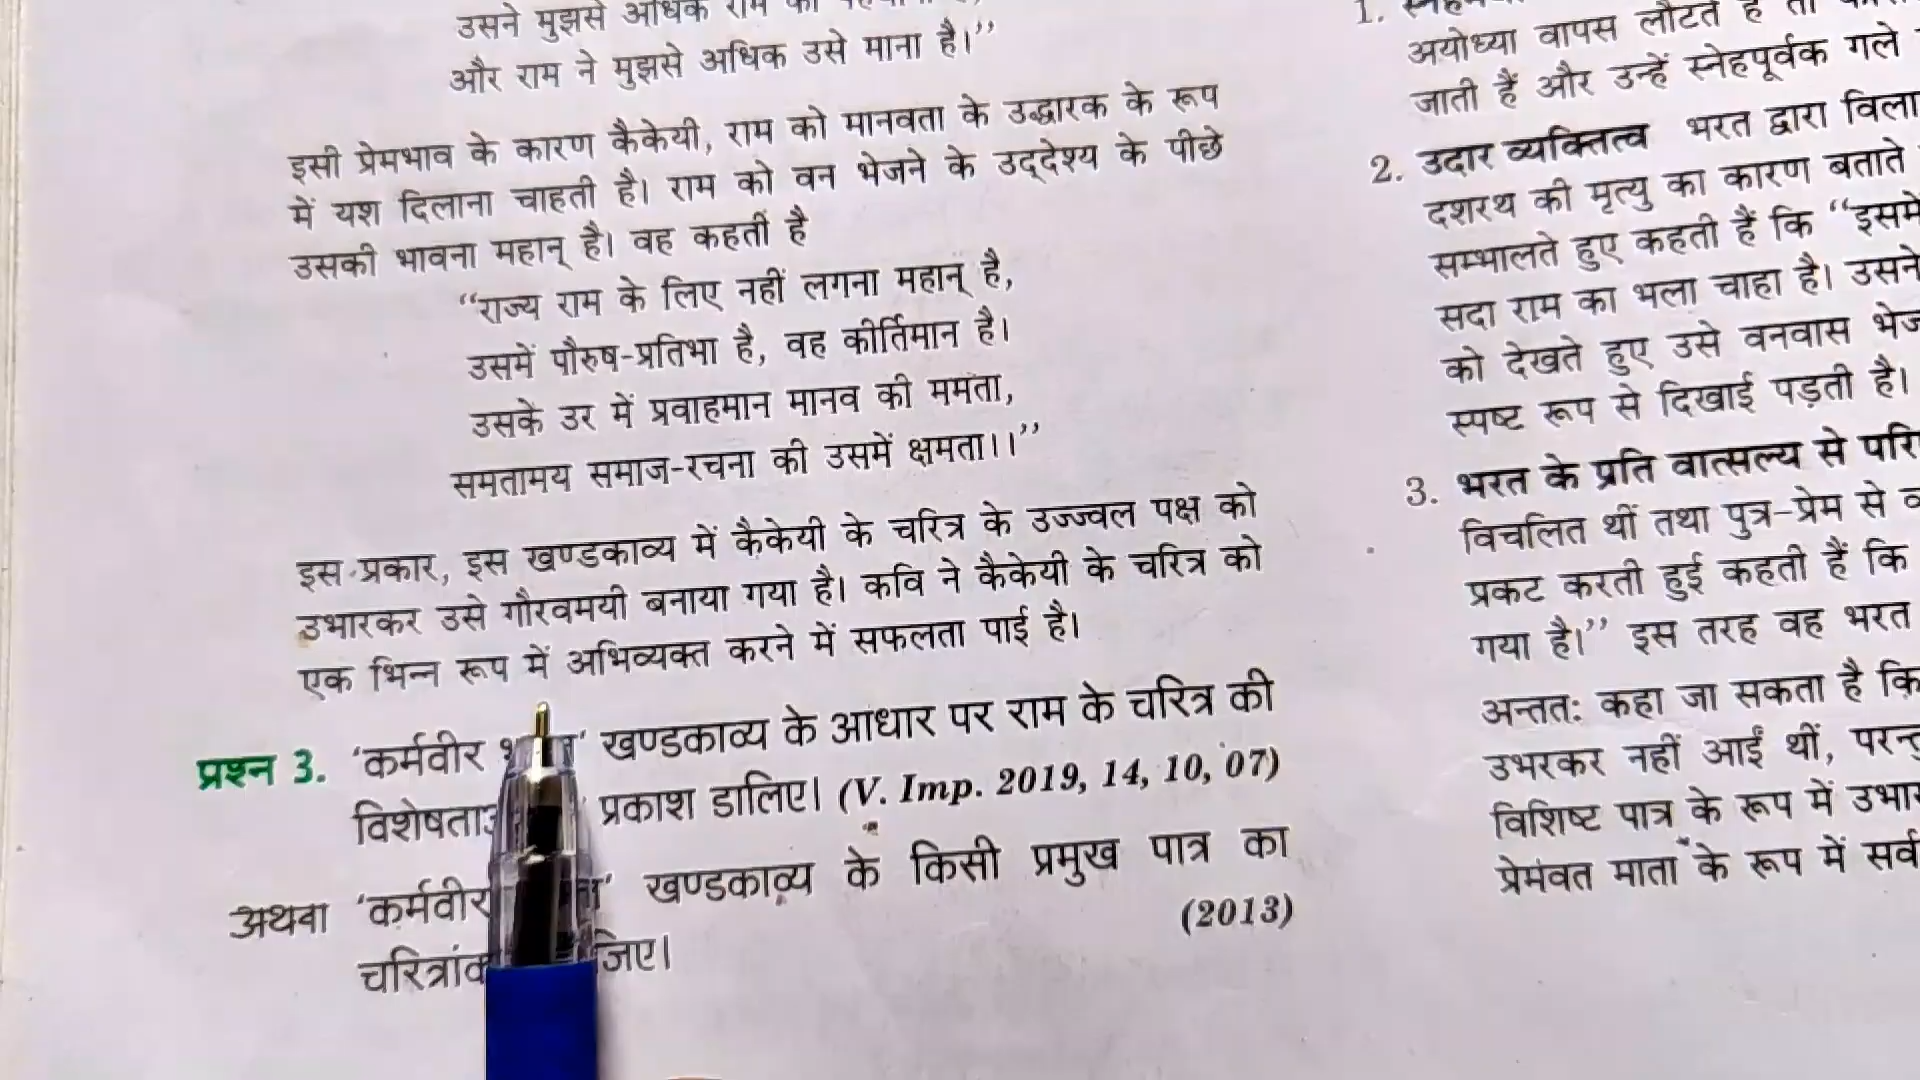 उसने मुझसे अधिक राम
और राम ने मुझसे अधिक उसे माना है।”
इसी प्रेमभाव के कारण कैकेयी, राम को मानवता के उद्धारक के रूप
में यश दिलाना चाहती है। राम को वन भेजने के उद्‌देश्य के पीछे
उसकी भावना महान् है। वह कहती है
“राज्य राम के लिए नहीं लगना महान् है,
उसमें पौरुष-प्रतिभा है, वह कीर्तिमान है।
उसके उर में प्रवाहमान मानव की ममता,
समतामय समाज-रचना की उसमें क्षमता।।”
इस प्रकार, इस खण्डकाव्य में कैकेयी के चरित्र के उज्ज्वल पक्ष को
उभारकर उसे गौरवमयी बनाया गया है। कवि ने कैकेयी के चरित्र को
एक भिन्न रूप में अभिव्यक्त करने में सफलता पाई है।
प्रश्न 3. ‘कर्मवीर खण्डकाव्य के आधार पर राम के चरित्र की
प्रकाश डालिए। (V. Imp. 2019, 14, 10, 07)
अथवा ‘कर्मवीर खण्डकाव्य के किसी प्रमुख पात्र का
(2013)
1.
अयोध्या वापस लौटते हैं तो
जाती हैं और उन्हें स्नेहपूर्वक गले
2. उदार व्यक्तित्व भरत द्वारा
दशरथ की मृत्यु का कारण बताते
सम्भालते हुए कहती हैं कि “इसमें
सदा राम का भला चाहा है। उसने
को देखते हुए उसे वनवास
स्पष्ट रूप से दिखाई पड़ती है।
3. भरत के प्रति वात्सल्य से
विचलित थीं तथा पुत्र-प्रेम से
प्रकट करती हुई कहती हैं कि
गया है।” इस तरह वह भरत
अन्ततः कहा जा सकता है कि
उभरकर नहीं आईं थीं, परन्तु
विशिष्ट पात्र के रूप में
प्रेमवत माता के रूप में